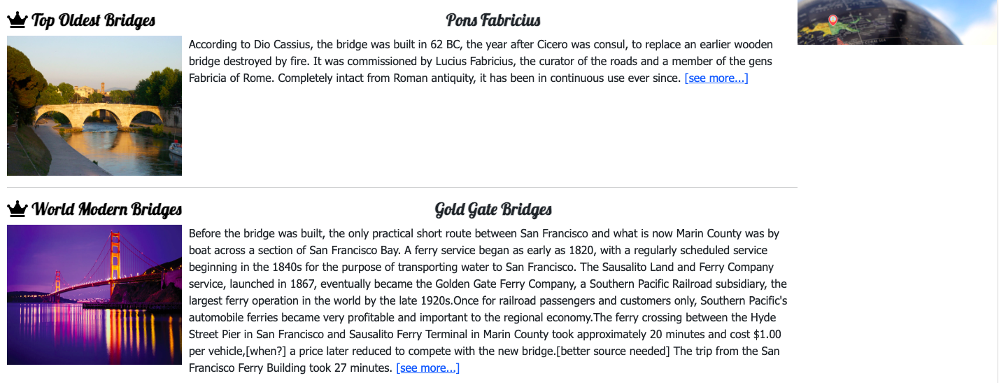 Top Oldest Bridges
Pons Fabricius
According to Dio Cassius, the bridge was built in 62 BC, the year after Cicero was consul, to replace an earlier wooden
bridge destroyed by fire. It was commissioned by Lucius Fabricius, the curator of the roads and a member of the gens
Fabricia of Rome. Completely intact from Roman antiquity, it has been in continuous use ever since. [see more...]
World Modern Bridges
Gold Gate Bridges
Before the bridge was built, the only practical short route between San Francisco and what is now Marin County was by
boat across a section of San Francisco Bay. A ferry service began as early as 1820, with a regularly scheduled service
beginning in the 1840s for the purpose of transporting water to San Francisco. The Sausalito Land and Ferry Company
service, launched in 1867, eventually became the Golden Gate Ferry Company, a Southern Pacific Railroad subsidiary, the
largest ferry operation in the world by the late 1920s.Once for railroad passengers and customers only, Southern Pacific's
automobile ferries became very profitable and important to the regional economy.The ferry crossing between the Hyde
Street Pier in San Francisco and Sausalito Ferry Terminal in Marin County took approximately 20 minutes and cost $1.00
per vehicle,[when?] a price later reduced to compete with the new bridge.[better source needed] The trip from the San
Francisco Ferry Building took 27 minutes. [see more...]